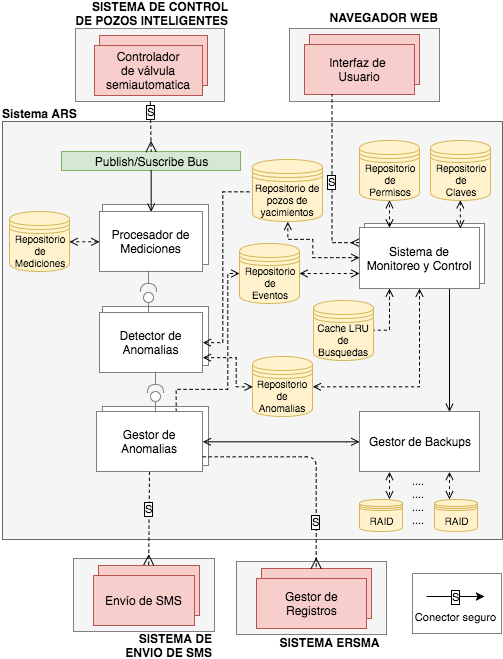 SISTEMA DE CONTROL
DE POZOS INTELIGENTES
NAVEGADOR WEB
Controlador
de válvula
semiautomatica
Interfaz de
Usuario
S
Sistema ARS
Publish/Suscribe Bus
S
Repositorio
de
Permisos
Repositorio
de
Claves
Repositorio de
pozos de
yacimientos
Repositorio
de
Mediciones
Procesador de
Mediciones
Sistema de
Monitoreo y Control
Repositorio
de
Eventos
Detector de
Anomalias
Cache LRU
de
Busquedas
Repositorio
de
Anomalias
Gestor de
Anomalías
Gestor de Backups
S
S
RAID
....
....
....
....
RAID
Envío de SMS
Gestor de
Registros
S
Conector seguro
SISTEMA DE
ENVIO DE SMS
SISTEMA ERSMA